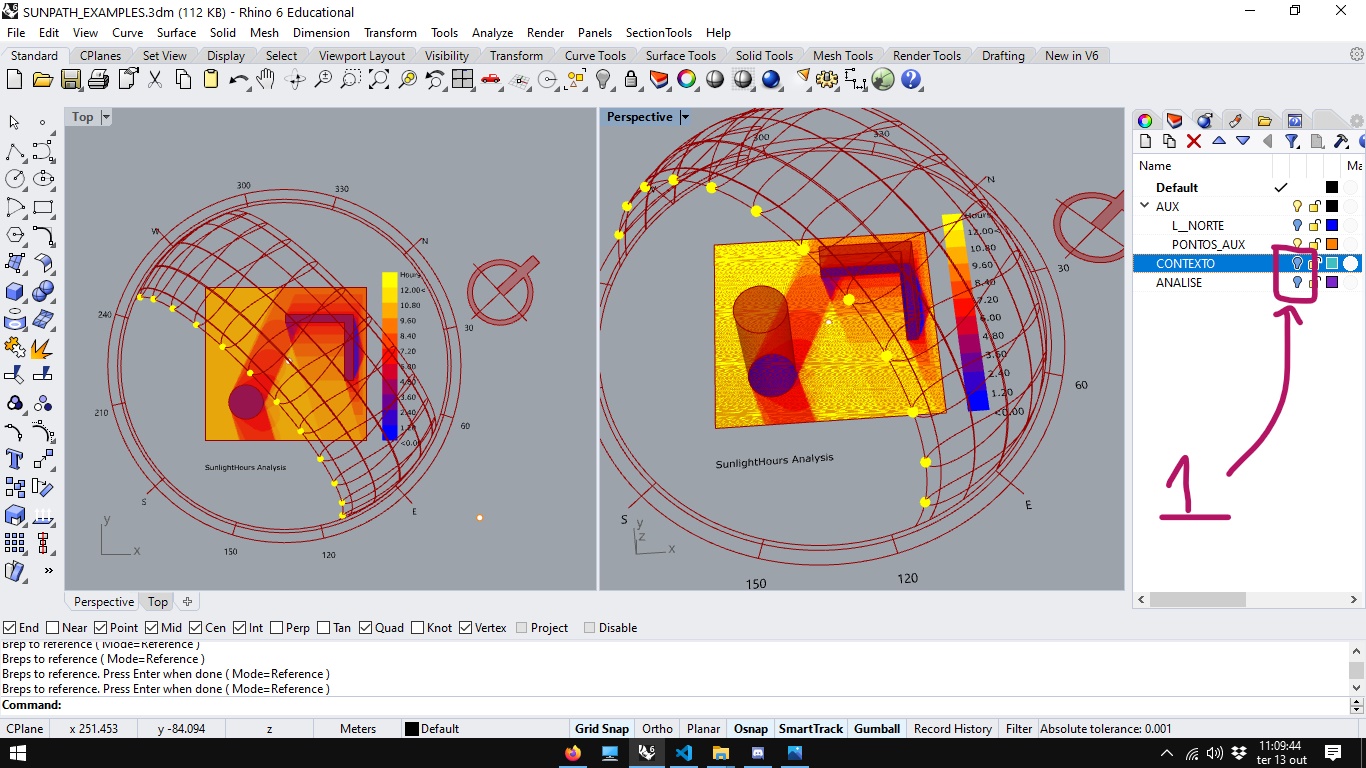 SUNPATH_EXAMPLES.3dm (112 KB) - Rhino 6 Educational
File Edit View Curve Surface Solid Mesh Dimension Transform Tools Analyze Render Panels SectionTools Help
Standard CPlanes Set View Display Select Viewport Layout Visibility Transform Curve Tools Surface Tools Solid Tools Mesh Tools Render Tools Drafting New in V6
Top
300
330
W
N
240
Hours
12.00<
10.80
9.60
8.40
7.20
6.00
4.80
3.60
2.40
1.20
<0.00
30
210
60
SunlightHours Analysis
S
E
150
120
y
x
Perspective
300
330
N
Hours
12.00<
10.80
9.60
8.40
7.20
6.00
4.80
3.60
2.40
1.20
<0.00
30
60
SunlightHours Analysis
S
E
y
z
x
150
120
Name
Ma
Default
AUX
L__NORTE
PONTOS_AUX
CONTEXTO
ANALISE
1
Perspective Top
End Near Point Mid Cen Int Perp Tan Quad Knot Vertex Project Disable
Brep to reference ( Mode=Reference )
Breps to reference ( Mode=Reference )
Breps to reference. Press Enter when done ( Mode=Reference )
Breps to reference. Press Enter when done ( Mode=Reference )
Command:
CPlane x 251.453 y -84.094 z Meters Default Grid Snap Ortho Planar Osnap SmartTrack Gumball Record History Filter Absolute tolerance: 0.001
11:09:44
ter 13 out